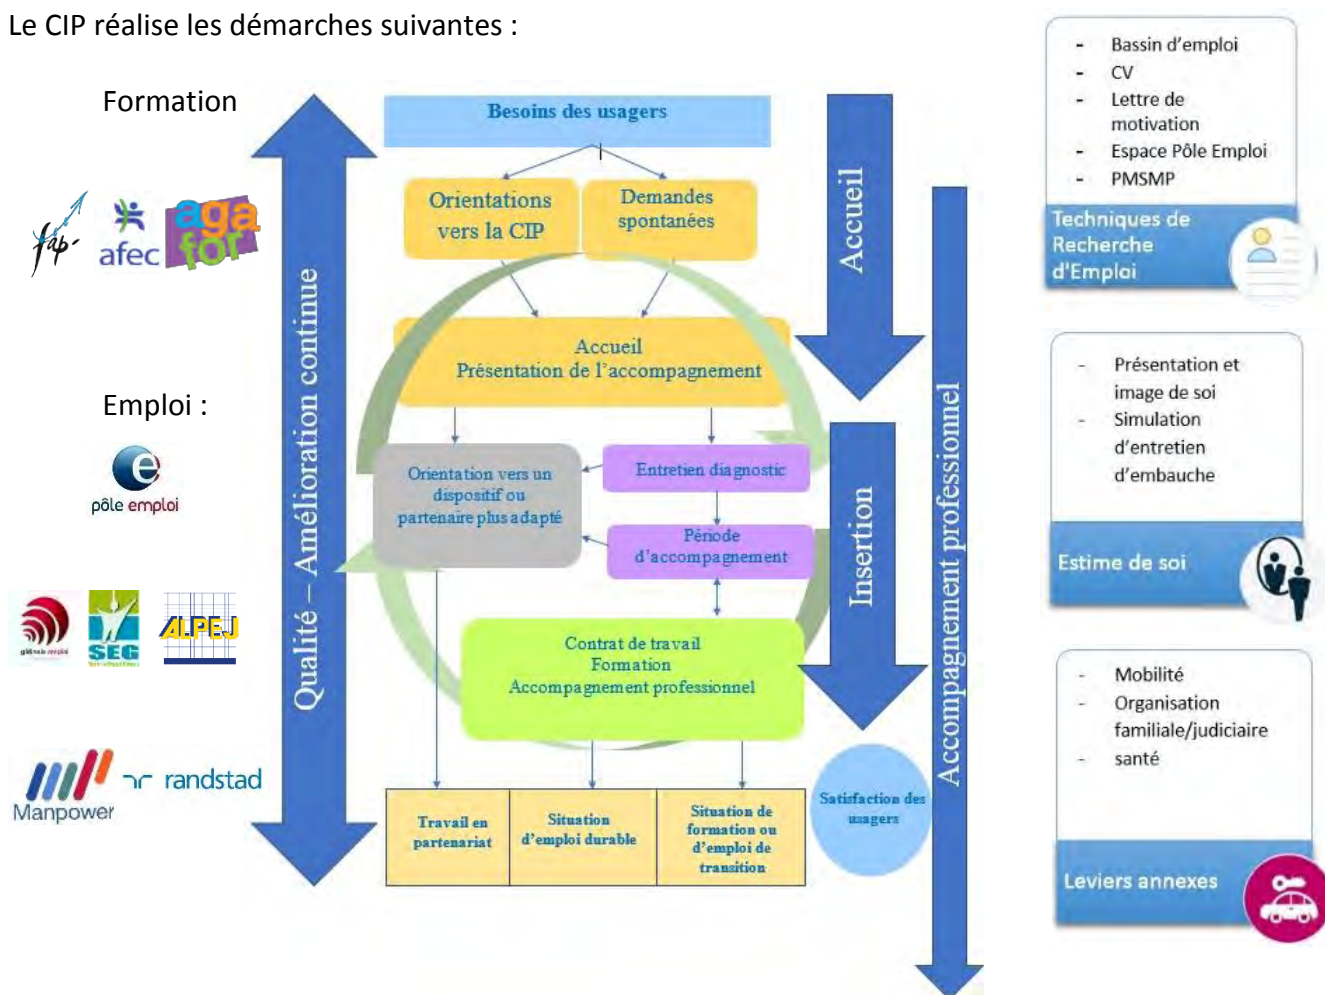 Le CIP réalise les démarches suivantes :
Formation
fap
afec
aga
for
Emploi :
pôle emploi
gâtinais emploi
SEG
ALPEJ
Manpower
randstad
Qualité – Amélioration continue
Besoins des usagers
Orientations
vers la CIP
Demandes
spontanées
Accueil
Présentation de l'accompagnement
Orientation vers un
dispositif ou
partenaire plus adapté
Entretien diagnostic
Période
d'accompagnement
Contrat de travail
Formation
Accompagnement professionnel
Travail en
partenariat
Situation
d'emploi durable
Situation de
formation ou
d'emploi de
transition
Accueil
Insertion
Satisfaction des
usagers
Accompagnement professionnel
- Bassin d'emploi
- CV
- Lettre de
motivation
- Espace Pôle Emploi
- PMSMP
Techniques de
Recherche
d'Emploi
- Présentation et
image de soi
- Simulation
d'entretien
d'embauche
Estime de soi
- Mobilité
- Organisation
familiale/judiciaire
- santé
Leviers annexes